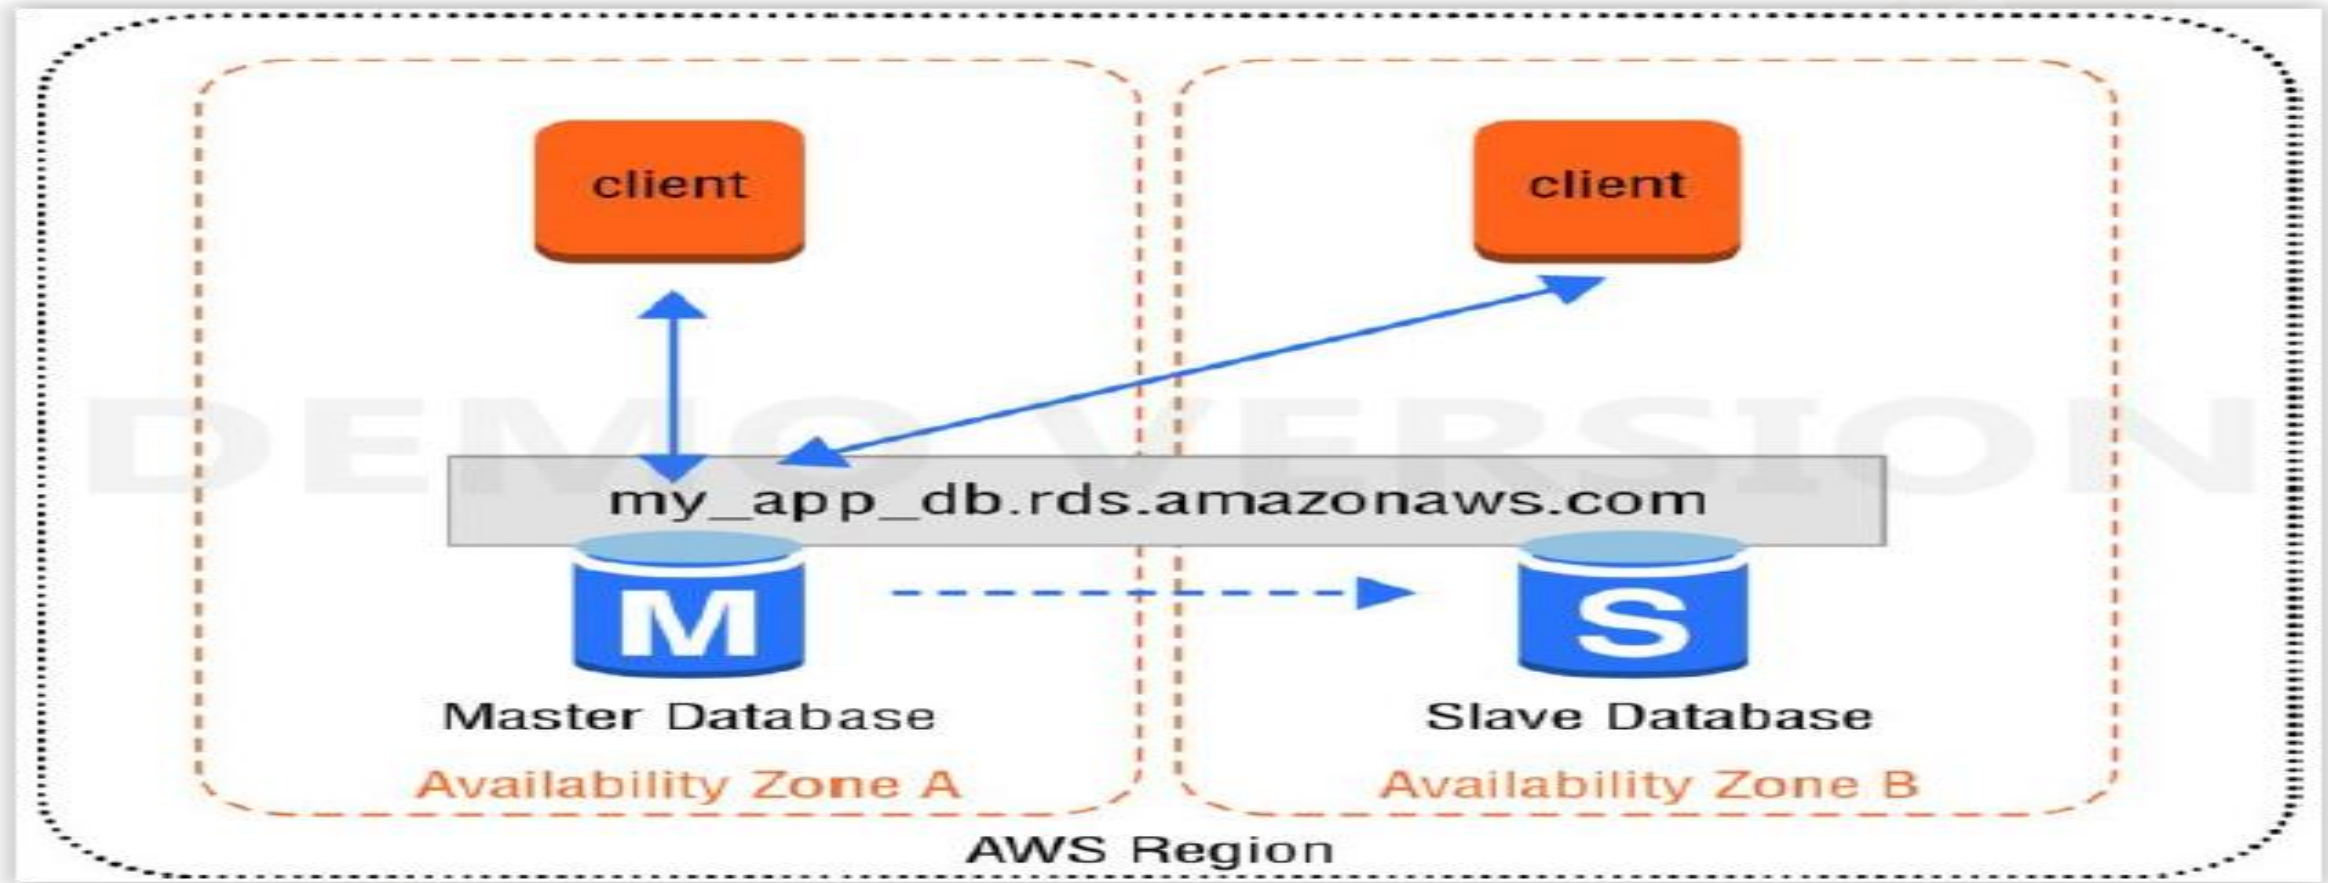 client
client
DEMO VERSION
my_app_db.rds.amazonaws.com
M
S
Master Database
Slave Database
Availability Zone A
Availability Zone B
AWS Region